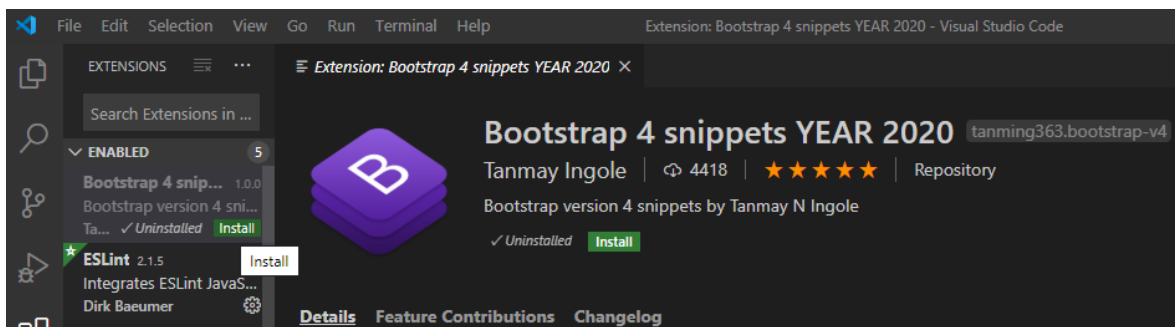 File Edit Selection View Go Run Terminal Help Extension: Bootstrap 4 snippets YEAR 2020 - Visual Studio Code
EXTENSIONS
Search Extensions in ...
ENABLED 5
Bootstrap 4 snip... 1.0.0
Bootstrap version 4 sni...
Ta... ✓ Uninstalled Install
ESLint 2.1.5
Install
Integrates ESLint JavaS...
Dirk Baeumer
Extension: Bootstrap 4 snippets YEAR 2020 ×
B
Bootstrap 4 snippets YEAR 2020 tanming363.bootstrap-v4
Tanmay Ingole 4418 ★★★★★ Repository
Bootstrap version 4 snippets by Tanmay N Ingole
✓ Uninstalled Install
Details Feature Contributions Changelog